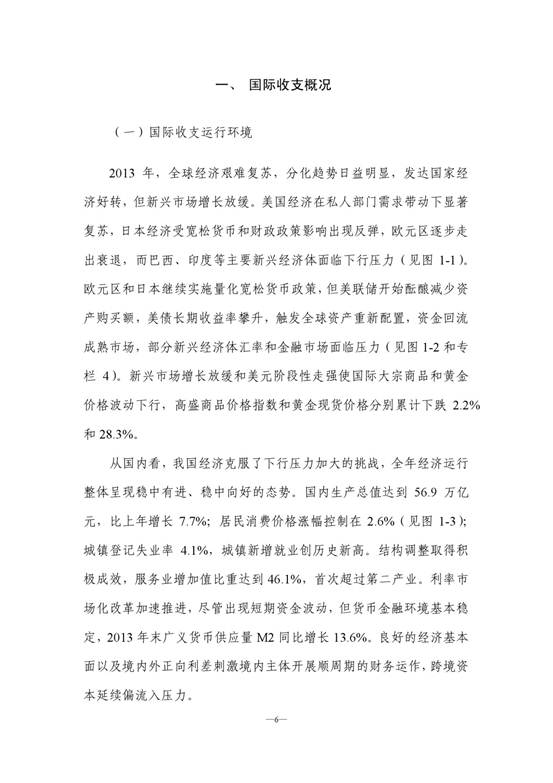 一、 国际收支概况
（一）国际收支运行环境
2013 年，全球经济艰难复苏，分化趋势日益明显，发达国家经
济好转，但新兴市场增长放缓。美国经济在私人部门需求带动下显著
复苏，日本经济受宽松货币和财政政策影响出现反弹，欧元区逐步走
出衰退，而巴西、印度等主要新兴经济体面临下行压力（见图 1-1）。
欧元区和日本继续实施量化宽松货币政策，但美联储开始酝酿减少资
产购买额，美债长期收益率攀升，触发全球资产重新配置，资金回流
成熟市场，部分新兴经济体汇率和金融市场面临压力（见图 1-2 和专
栏 4）。新兴市场增长放缓和美元阶段性走强使国际大宗商品和黄金
价格波动下行，高盛商品价格指数和黄金现货价格分别累计下跌 2.2%
和 28.3%。
从国内看，我国经济克服了下行压力加大的挑战，全年经济运行
整体呈现稳中有进、稳中向好的态势。国内生产总值达到 56.9 万亿
元，比上年增长 7.7%；居民消费价格涨幅控制在 2.6%（见图 1-3）；
城镇登记失业率 4.1%，城镇新增就业创历史新高。结构调整取得积
极成效，服务业增加值比重达到 46.1%，首次超过第二产业。利率市
场化改革加速推进，尽管出现短期资金波动，但货币金融环境基本稳
定，2013 年末广义货币供应量 M2 同比增长 13.6%。良好的经济基本
面以及境内外正向利差刺激境内主体开展顺周期的财务运作，跨境资
本延续偏流入压力。
—6—